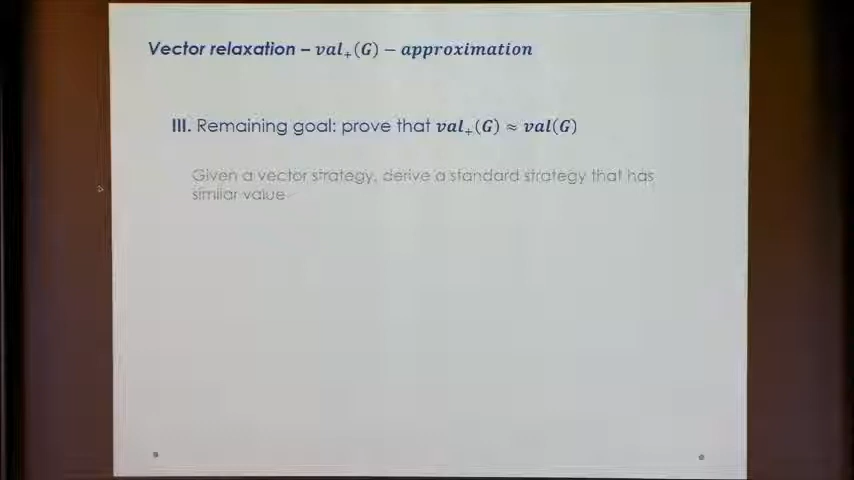 Vector relaxation – val₊(G) – approximation
III. Remaining goal: prove that val₊(G) ≈ val(G)
Given a vector strategy, derive a standard strategy that has
similar value